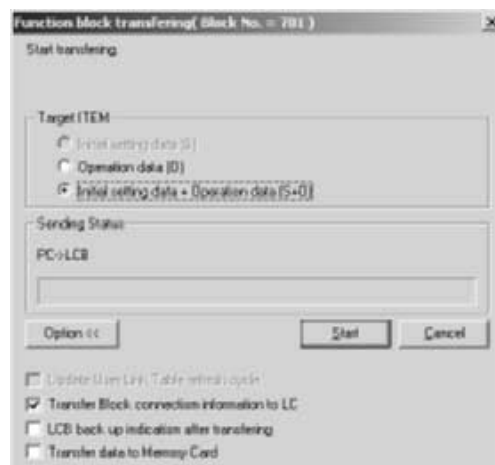 Function block transfering( Block No. = 701 )
Start transfering.
Target ITEM
Initial setting data (S)
Operation data (O)
Initial setting data + Operation data (S+O)
Sending Status
PC->LCB
Option <<
Start
Cancel
Update User Link Table refresh cycle
Transfer Block connection information to LC
LCB back up indication after transfering
Transfer data to Memory Card